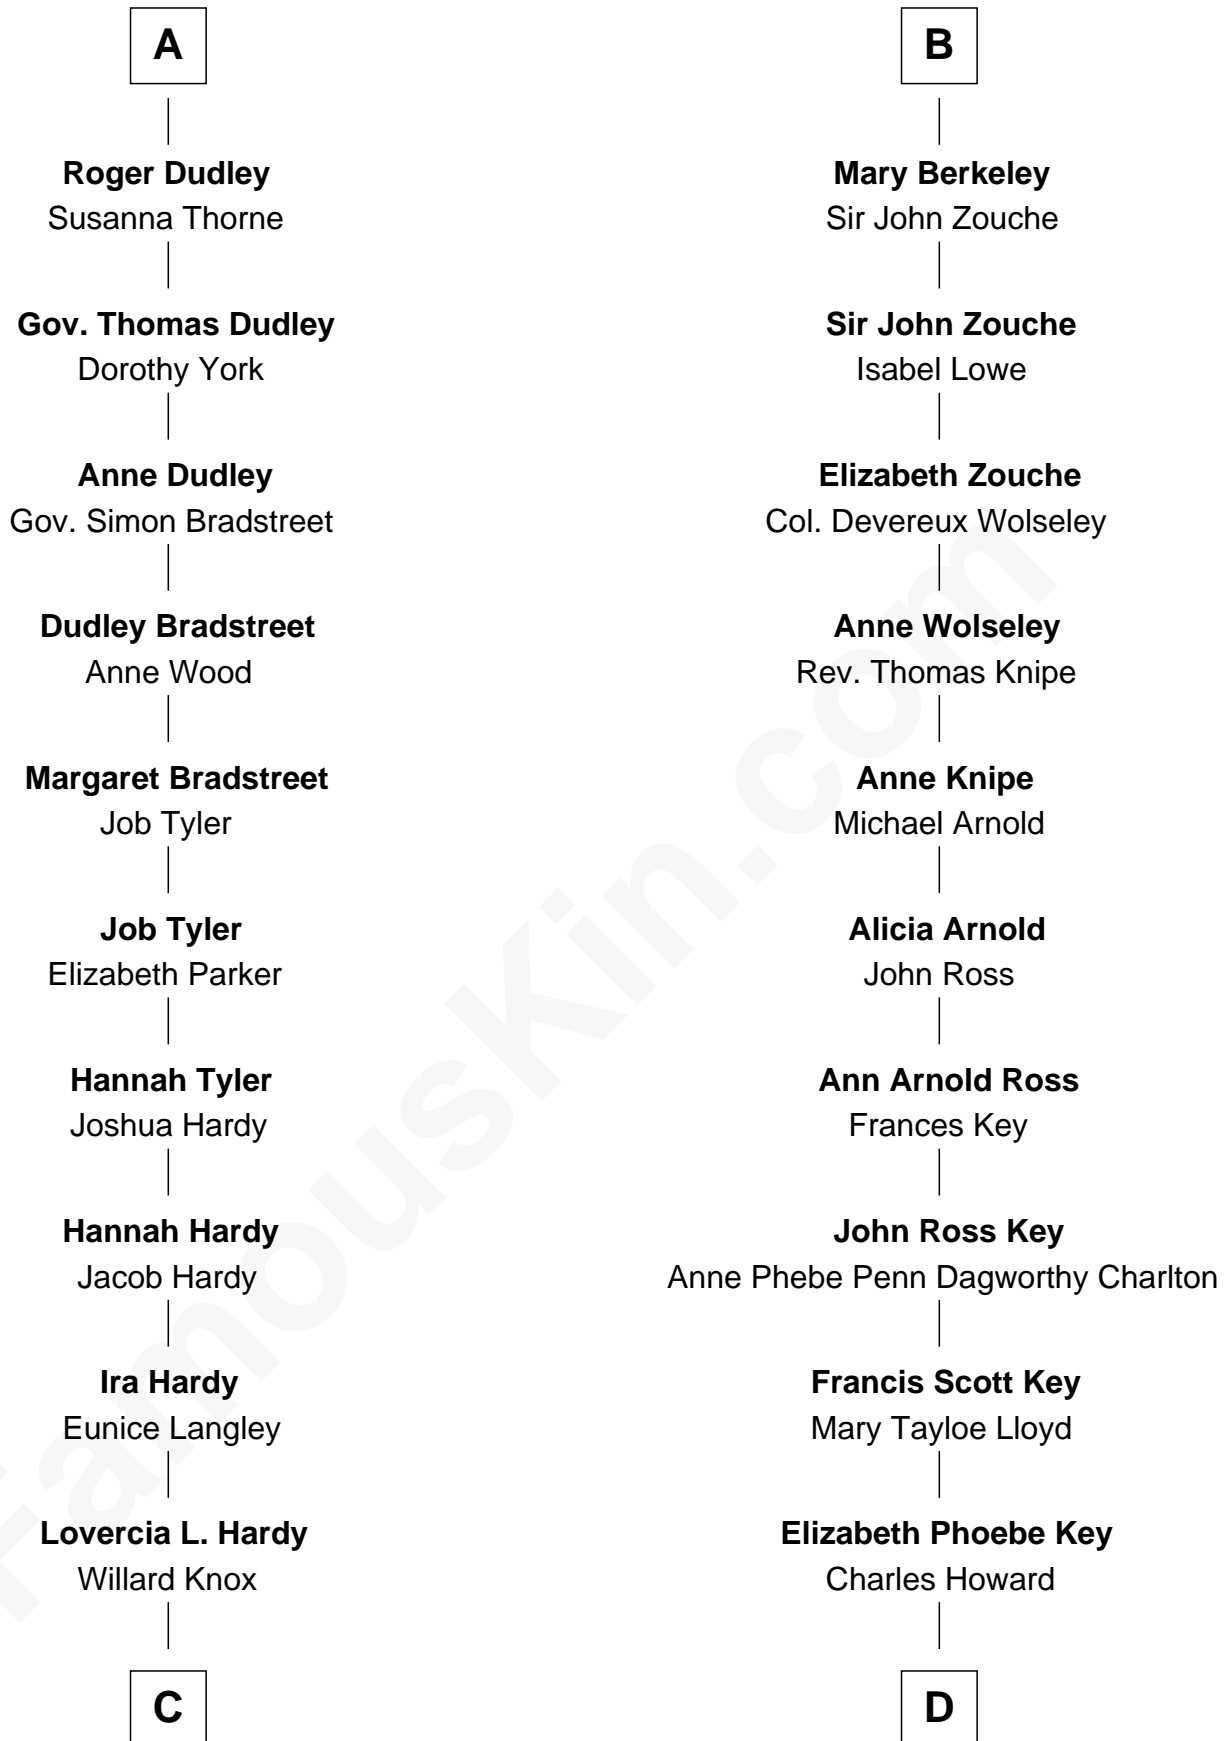 A
Roger Dudley
Susanna Thorne
Gov. Thomas Dudley
Dorothy York
Anne Dudley
Gov. Simon Bradstreet
Dudley Bradstreet
Anne Wood
Margaret Bradstreet
Job Tyler
Job Tyler
Elizabeth Parker
Hannah Tyler
Joshua Hardy
Hannah Hardy
Jacob Hardy
Ira Hardy
Eunice Langley
Lovercia L. Hardy
Willard Knox
C
B
Mary Berkeley
Sir John Zouche
Sir John Zouche
Isabel Lowe
Elizabeth Zouche
Col. Devereux Wolseley
Anne Wolseley
Rev. Thomas Knipe
Anne Knipe
Michael Arnold
Alicia Arnold
John Ross
Ann Arnold Ross
Frances Key
John Ross Key
Anne Phebe Penn Dagworthy Charlton
Francis Scott Key
Mary Tayloe Lloyd
Elizabeth Phoebe Key
Charles Howard
D
FamousKin.com